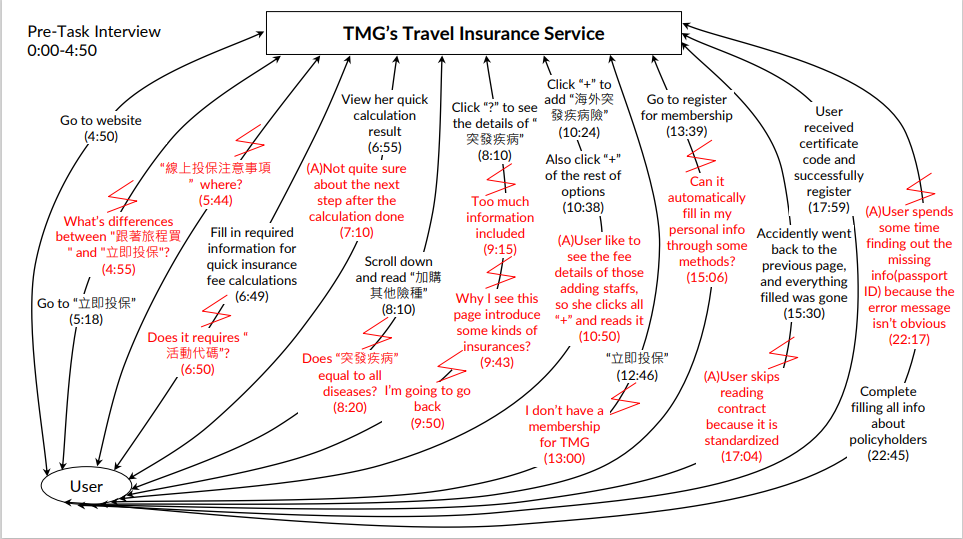 Pre-Task Interview
0:00-4:50
TMG's Travel Insurance Service
Go to website
(4:50)
What's differences
between "跟著旅程買
" and "立即投保"?
(4:55)
Go to "立即投保"
(5:18)
"線上投保注意事項
" where?
(5:44)
Fill in required
information for
quick insurance
fee calculations
(6:49)
Does it requires "
活動代碼"?
(6:50)
View her quick
calculation
result
(6:55)
(A)Not quite sure
about the next
step after the
calculation done
(7:10)
Scroll down
and read "加購
其他險種"
(8:10)
Does "突發疾病"
equal to all
diseases?
(8:20)
Click "?" to see
the details of "
突發疾病"
(8:10)
Too much
information
included
(9:15)
Why I see this
page introduce
some kinds of
insurances?
(9:43)
I'm going to go
back
(9:50)
Click "+" to
add "海外突
發疾病險"
(10:24)
Also click "+"
of the rest of
options
(10:38)
(A)User like to
see the fee
details of those
adding staffs,
so she clicks all
"+" and reads it
(10:50)
"立即投保"
(12:46)
I don't have a
membership
for TMG
(13:00)
Go to register
for membership
(13:39)
Can it
automatically
fill in my
personal info
through some
methods?
(15:06)
Accidently went
back to the
previous page,
and everything
filled was gone
(15:30)
(A)User skips
reading
contract
because it is
standardized
(17:04)
User
received
certificate
code and
successfully
register
(17:59)
(A)User spends
some time
finding out the
missing
info(passport
ID) because the
error message
isn't obvious
(22:17)
Complete
filling all info
about
policyholders
(22:45)
User